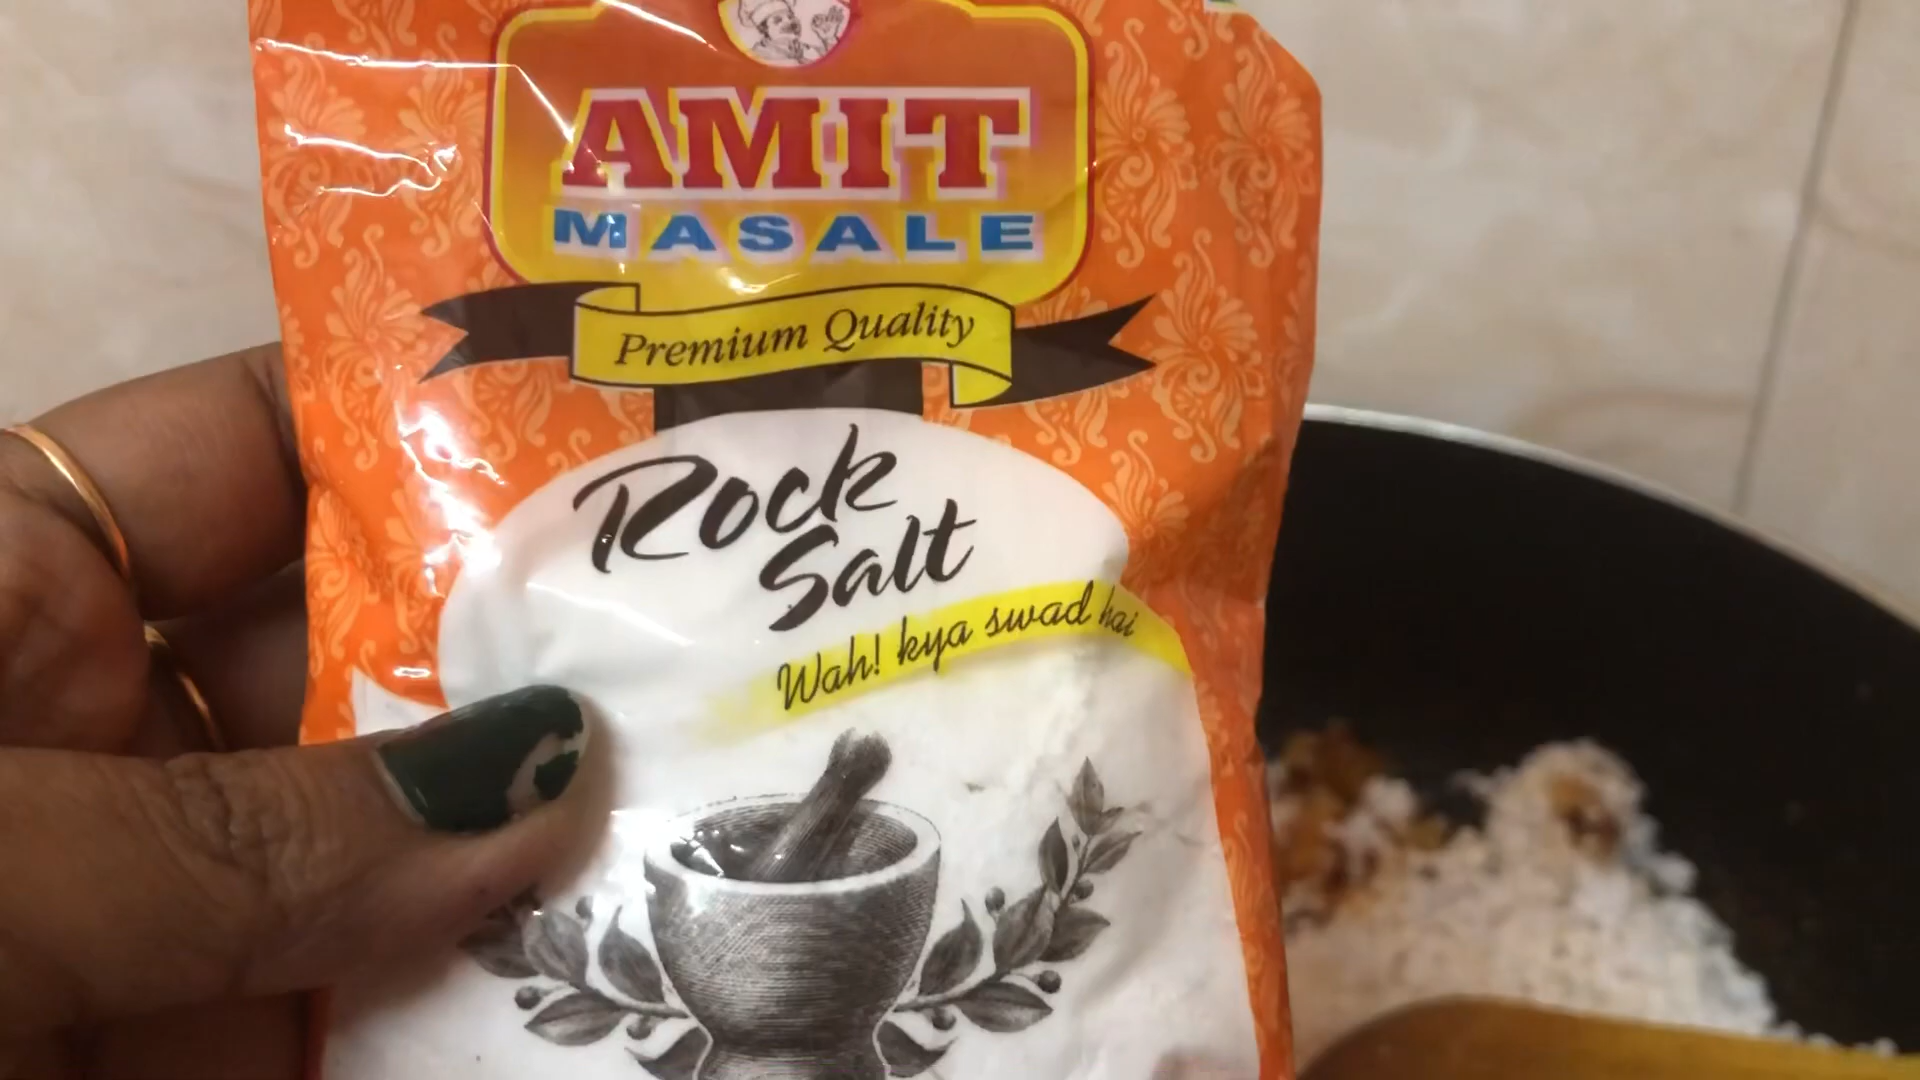 AMIT
MASALE
Premium Quality
Rock
Salt
Wah! kya swad hai